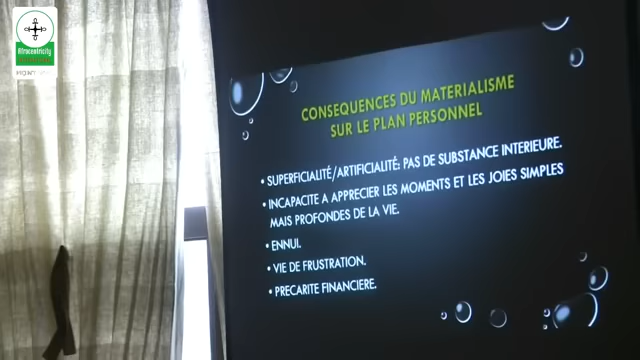 Afrocentricity
CONSEQUENCES DU MATERIALISME
SUR LE PLAN PERSONNEL
• SUPERFICIALITÉ/ARTIFICIALITÉ: PAS DE SUBSTANCE INTERIEURE.
• INCAPACITE A APPRECIER LES MOMENTS ET LES JOIES SIMPLES
MAIS PROFONDES DE LA VIE.
• ENNUI.
• VIE DE FRUSTRATION.
• PRECARITE FINANCIERE.